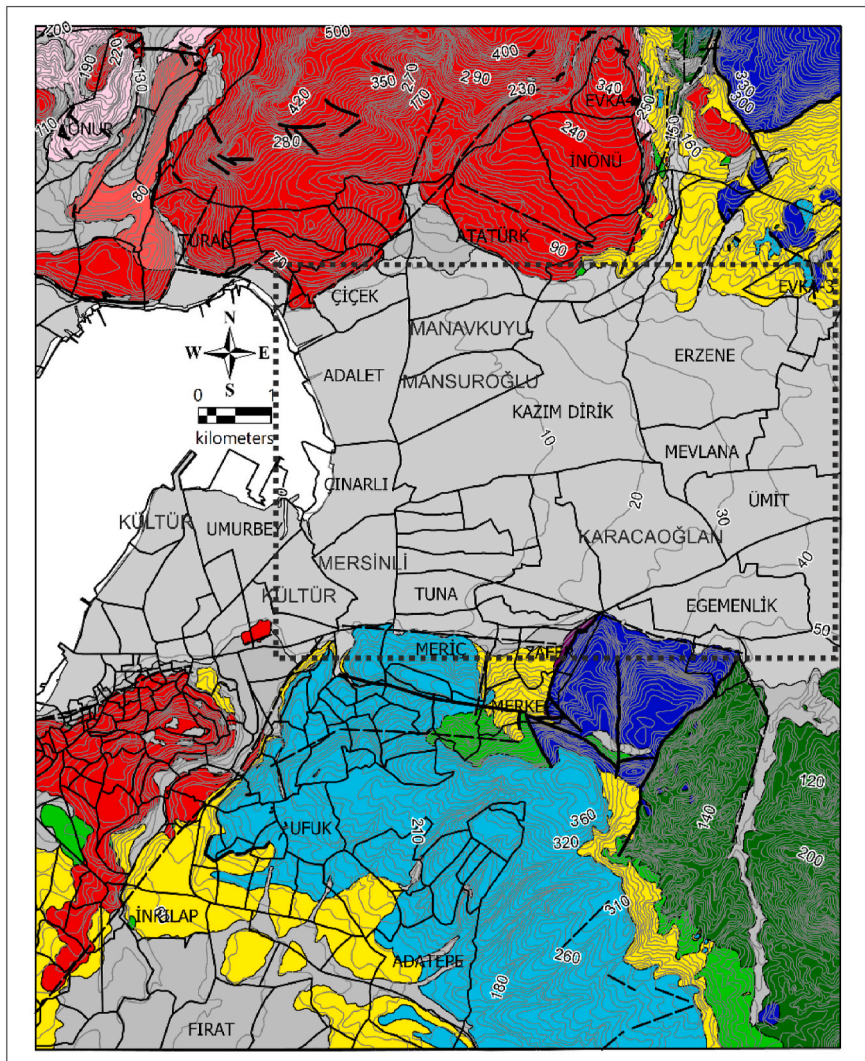 200
500
190
220
130
400
350
270
290
340
420
170
230
EVKA-4
260
330
300
110
ONUR
280
240
150
160
İNÖNÜ
80
TURAN
ATATÜRK
90
70
ÇİÇEK
EVKA-3
N
W E
S
MANAVKUYU
ERZENE
ADALET
MANSUROĞLU
0 1
kilometers
KAZIM DİRİK
10
MEVLANA
ÇINARLI
20
ÜMİT
30
KÜLTÜR
UMURBEY
KARACAOĞLAN
MERSİNLİ
40
KÜLTÜR
TUNA
EGEMENLİK
50
MERİÇ
ZAFER
MERKEZ
120
360
140
UFUK
210
320
200
310
İNKILAP
ADATEPE
260
180
FIRAT